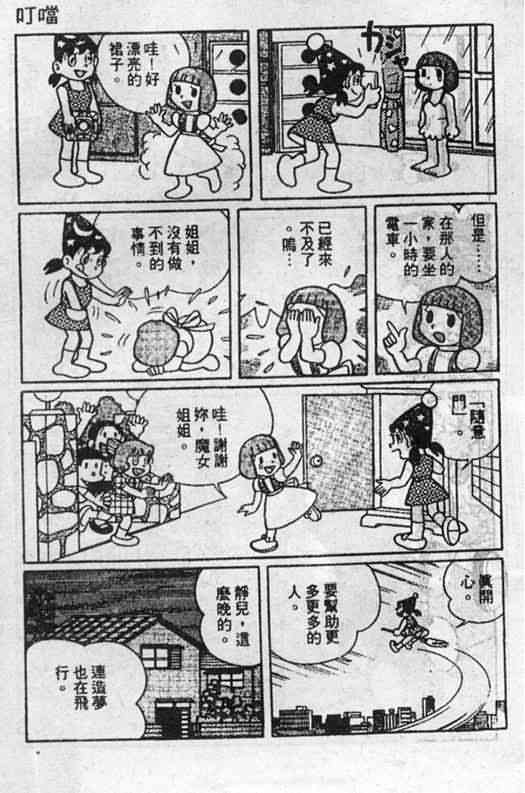 叮噹
カシャ
哇！好
漂亮的
裙子。
但是……
在那人的
家，要坐
一小時的
電車。
已經來
不及了
。嗚…
姐姐，
沒有做
不到的
事情。
「隨意
門」。
哇！謝謝
妳，魔女
姐姐。
眞開
心。
要幫助更
多更多的
人。
靜兒，這
麼晚的。
連造夢
也在飛
行。